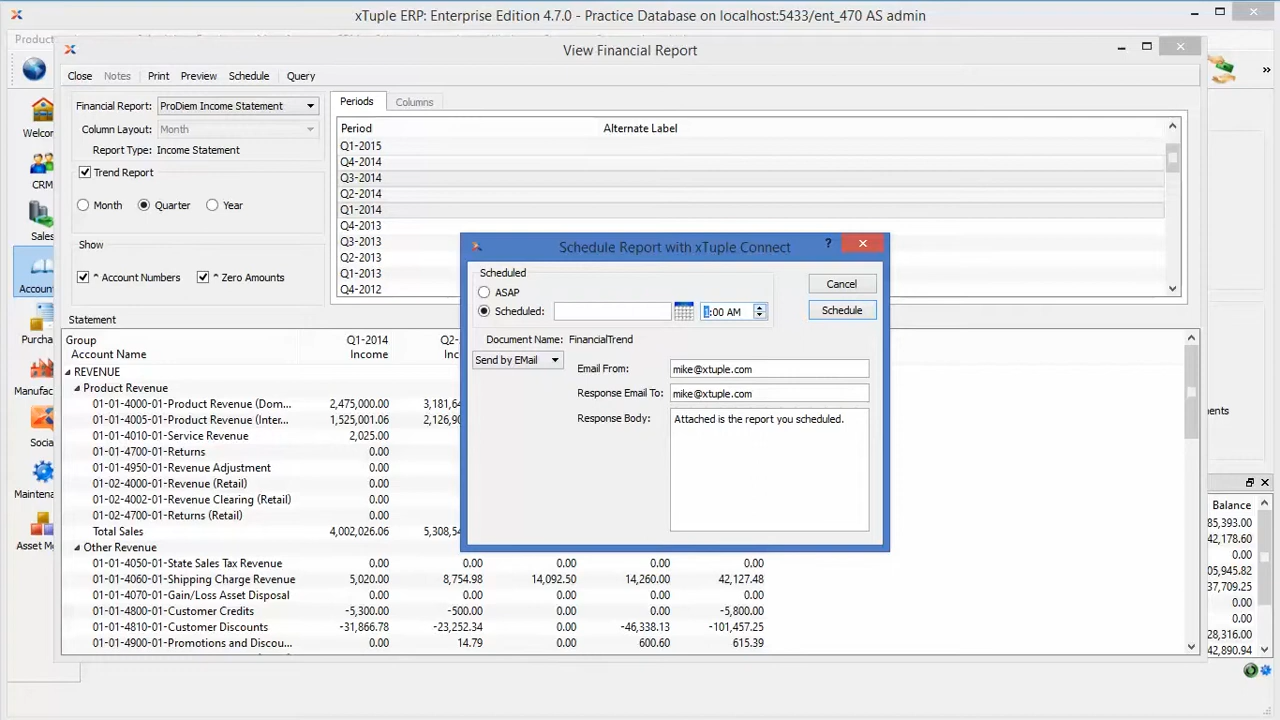 xTuple ERP: Enterprise Edition 4.7.0 - Practice Database on localhost:5433/ent_470 AS admin
Product
View Financial Report
Close Notes Print Preview Schedule Query
»
Financial Report: ProDiem Income Statement
Column Layout: Month
Report Type: Income Statement
Trend Report
Month Quarter Year
Show
^ Account Numbers ^ Zero Amounts
Periods Columns
Period Alternate Label
Q1-2015
Q4-2014
Q3-2014
Q2-2014
Q1-2014
Q4-2013
Q3-2013
Q2-2013
Q1-2013
Q4-2012
Welcom
CRM
Sales
Accoun
Purcha
Manufac
Socia
Maintena
Asset M
Schedule Report with xTuple Connect ?
Scheduled
ASAP
Scheduled: :00 AM
Cancel
Schedule
Document Name: FinancialTrend
Send by EMail
Email From: mike@xtuple.com
Response Email To: mike@xtuple.com
Response Body: Attached is the report you scheduled.
Statement
Group Q1-2014 Q2-
Account Name Income Inco
REVENUE
Product Revenue
01-01-4000-01-Product Revenue (Dom... 2,475,000.00 3,181,64
01-01-4005-01-Product Revenue (Inter... 1,525,001.06 2,126,90
01-01-4010-01-Service Revenue 2,025.00
01-01-4700-01-Returns 0.00
01-01-4950-01-Revenue Adjustment 0.00
01-02-4000-01-Revenue (Retail) 0.00
01-02-4002-01-Revenue Clearing (Retail) 0.00
01-02-4700-01-Returns (Retail) 0.00
Total Sales 4,002,026.06 5,308,54
Other Revenue
01-01-4050-01-State Sales Tax Revenue 0.00 0.00 0.00 0.00 0.00
01-01-4060-01-Shipping Charge Revenue 5,020.00 8,754.98 14,092.50 14,260.00 42,127.48
01-01-4070-01-Gain/Loss Asset Disposal 0.00 0.00 0.00 0.00 0.00
01-01-4800-01-Customer Credits -5,300.00 -500.00 0.00 0.00 -5,800.00
01-01-4810-01-Customer Discounts -31,866.78 -23,252.34 0.00 -46,338.13 -101,457.25
01-01-4900-01-Promotions and Discou... 0.00 14.79 0.00 600.60 615.39
ments
Balance
85,393.00
42,178.60
0.00
05,945.82
37,709.25
0.00
0.00
28,316.00
42,890.94